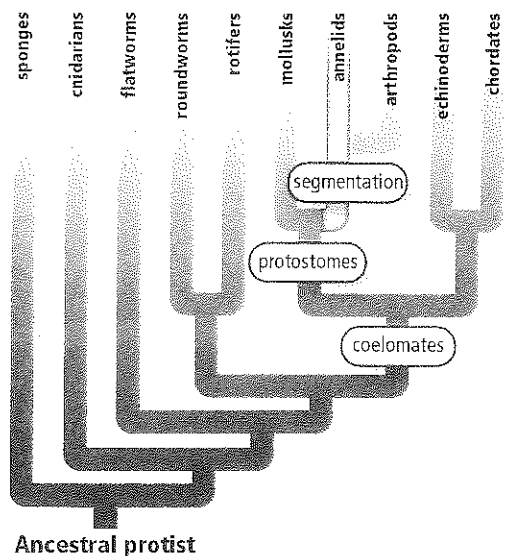 sponges
cnidarians
flatworms
roundworms
rotifers
mollusks
annelids
arthropods
echinoderms
chordates
segmentation
protostomes
coelomates
Ancestral protist